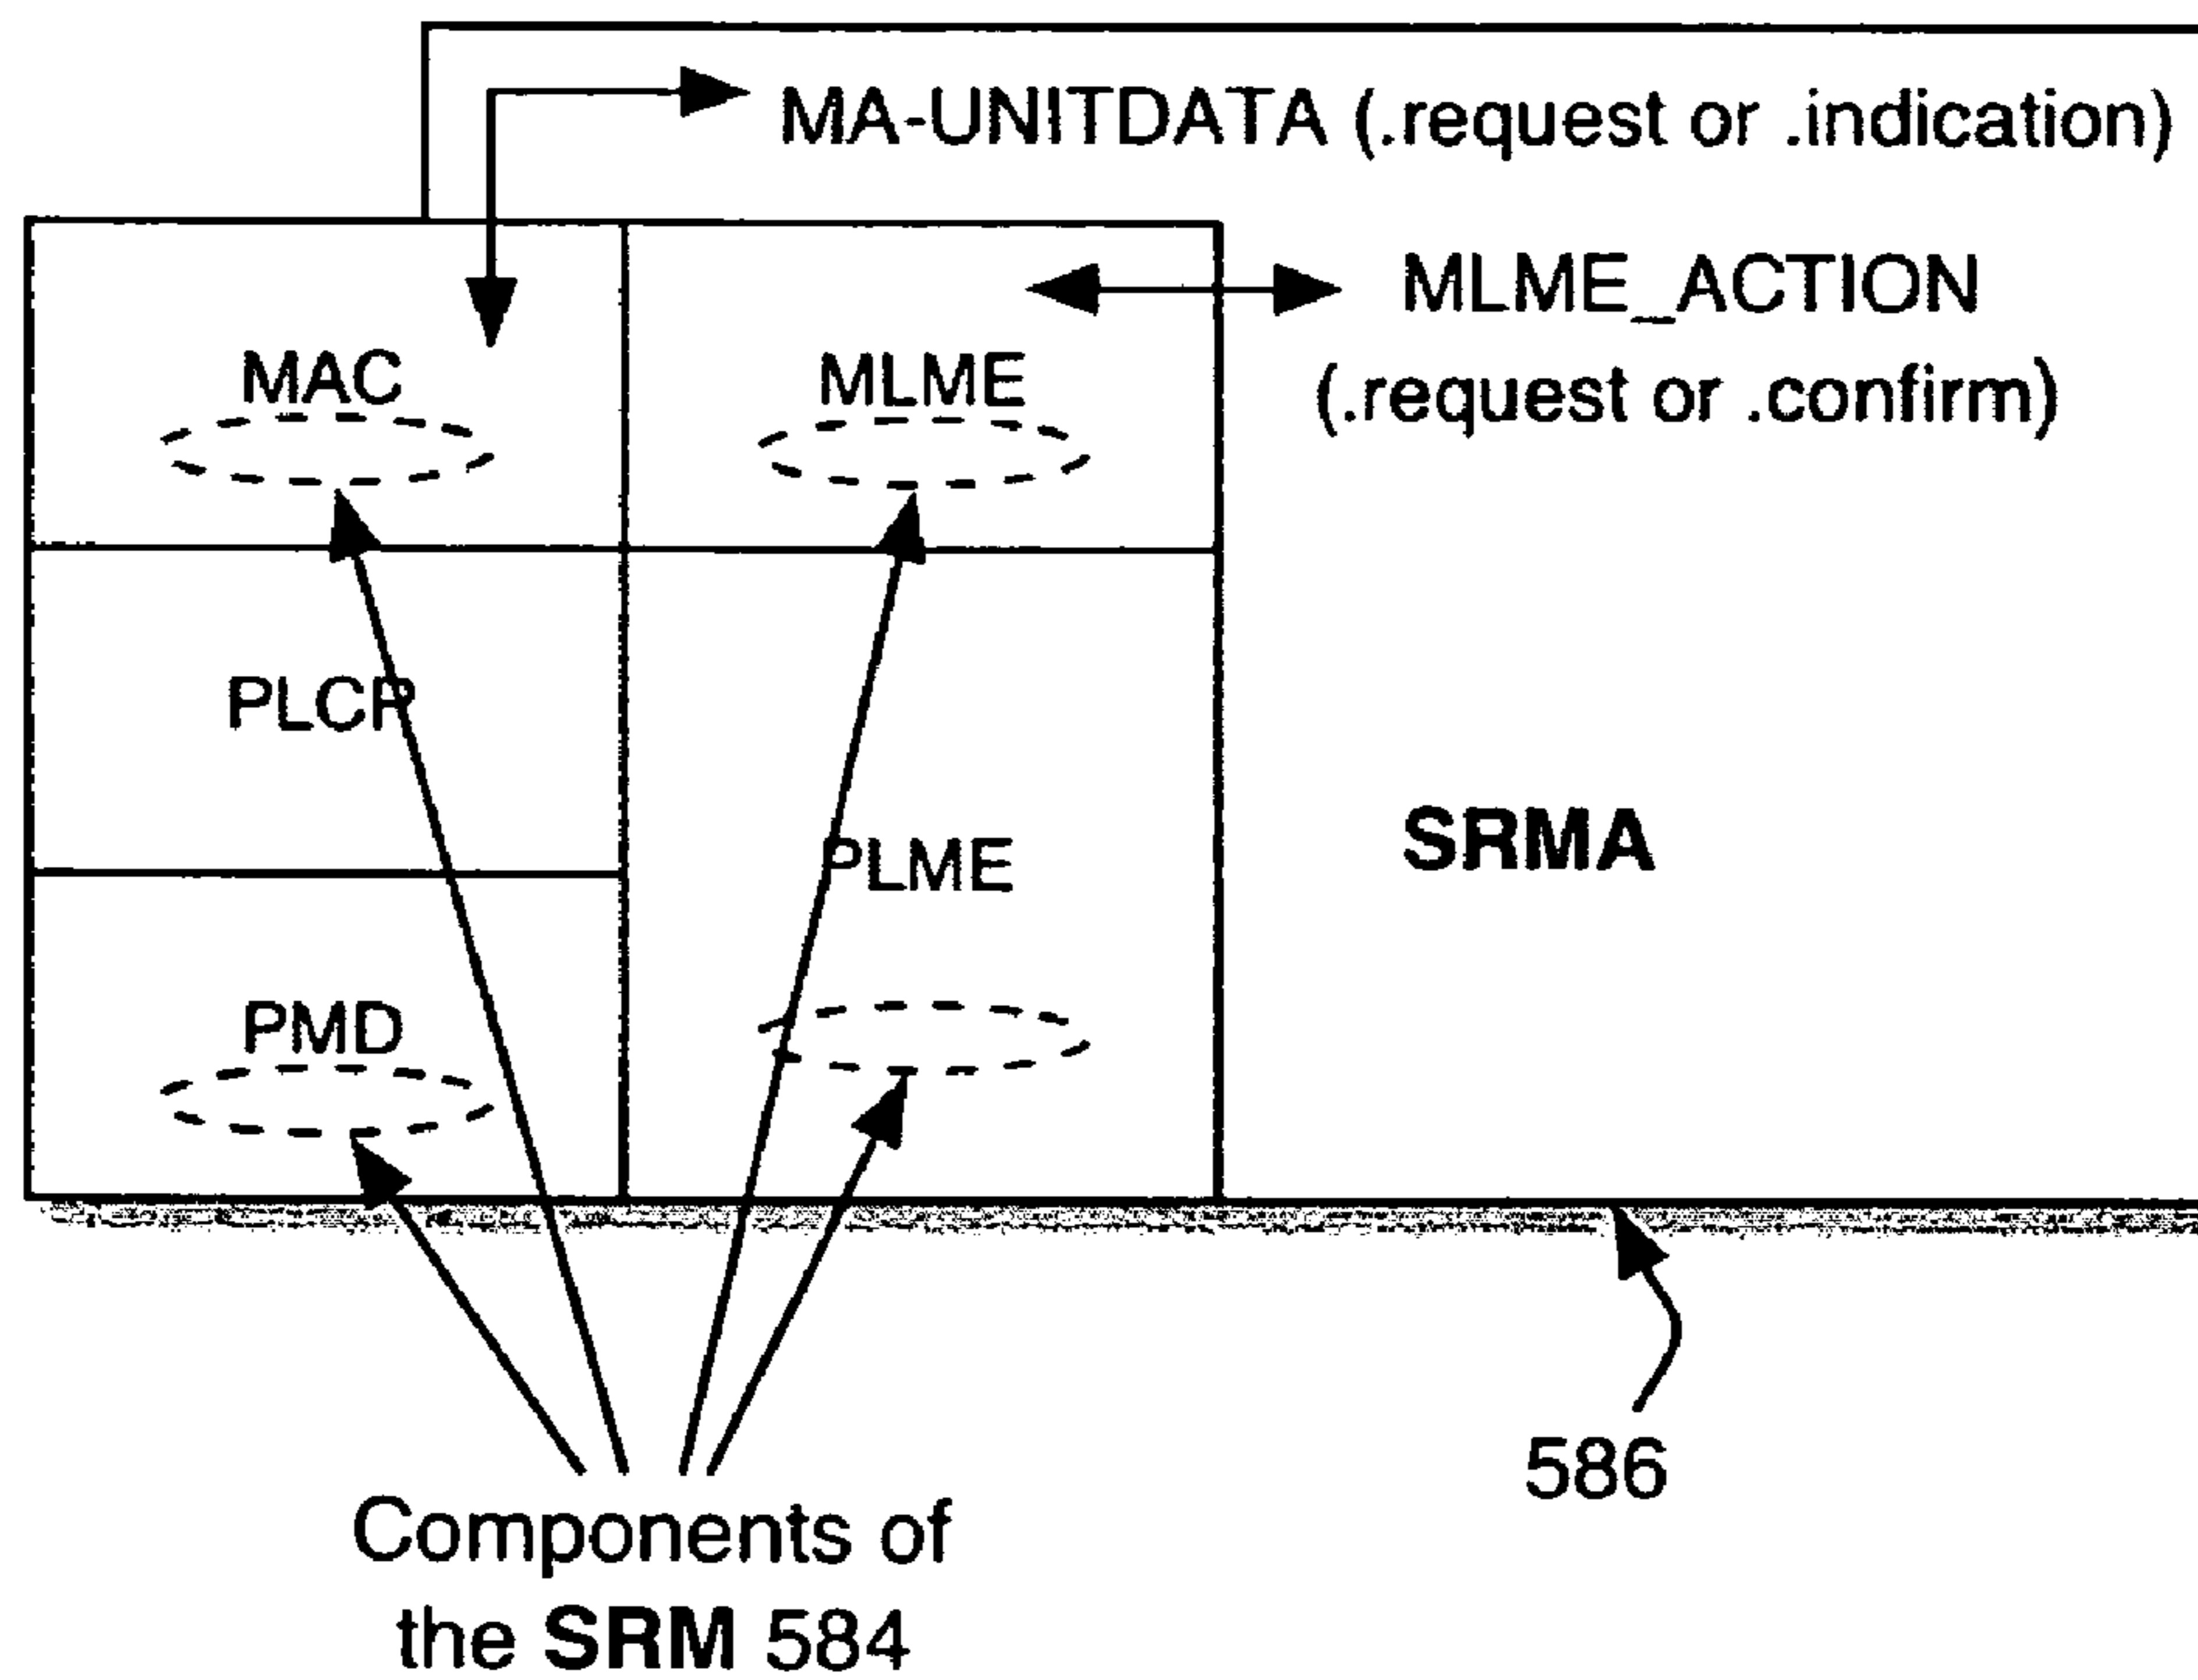 MA-UNITDATA (.request or .indication)
MLME_ACTION
(.request or .confirm)
MAC
MLME
PLCP
PLME
SRMA
PMD
586
Components of
the SRM 584